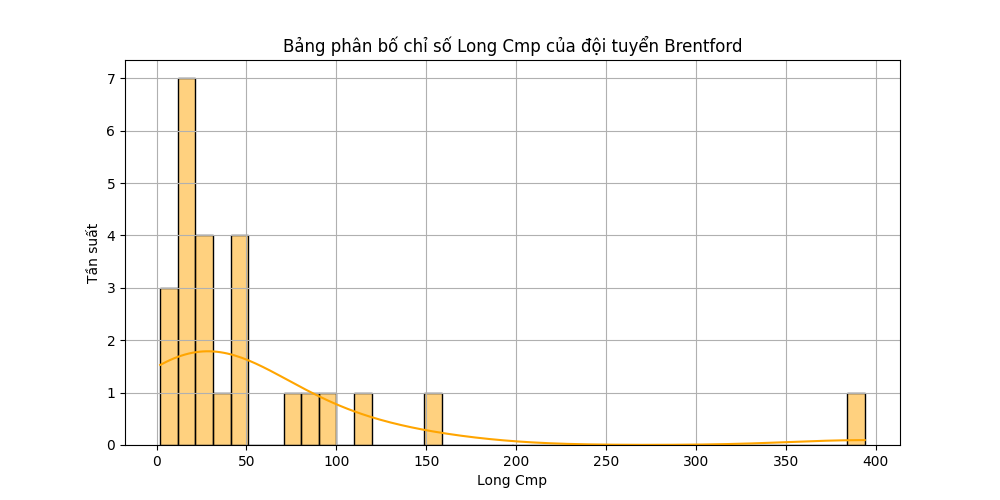 Bảng phân bố chỉ số Long Cmp của đội tuyển Brentford
Tần suất
7
6
5
4
3
2
1
0
0 50 100 150 200 250 300 350 400
Long Cmp